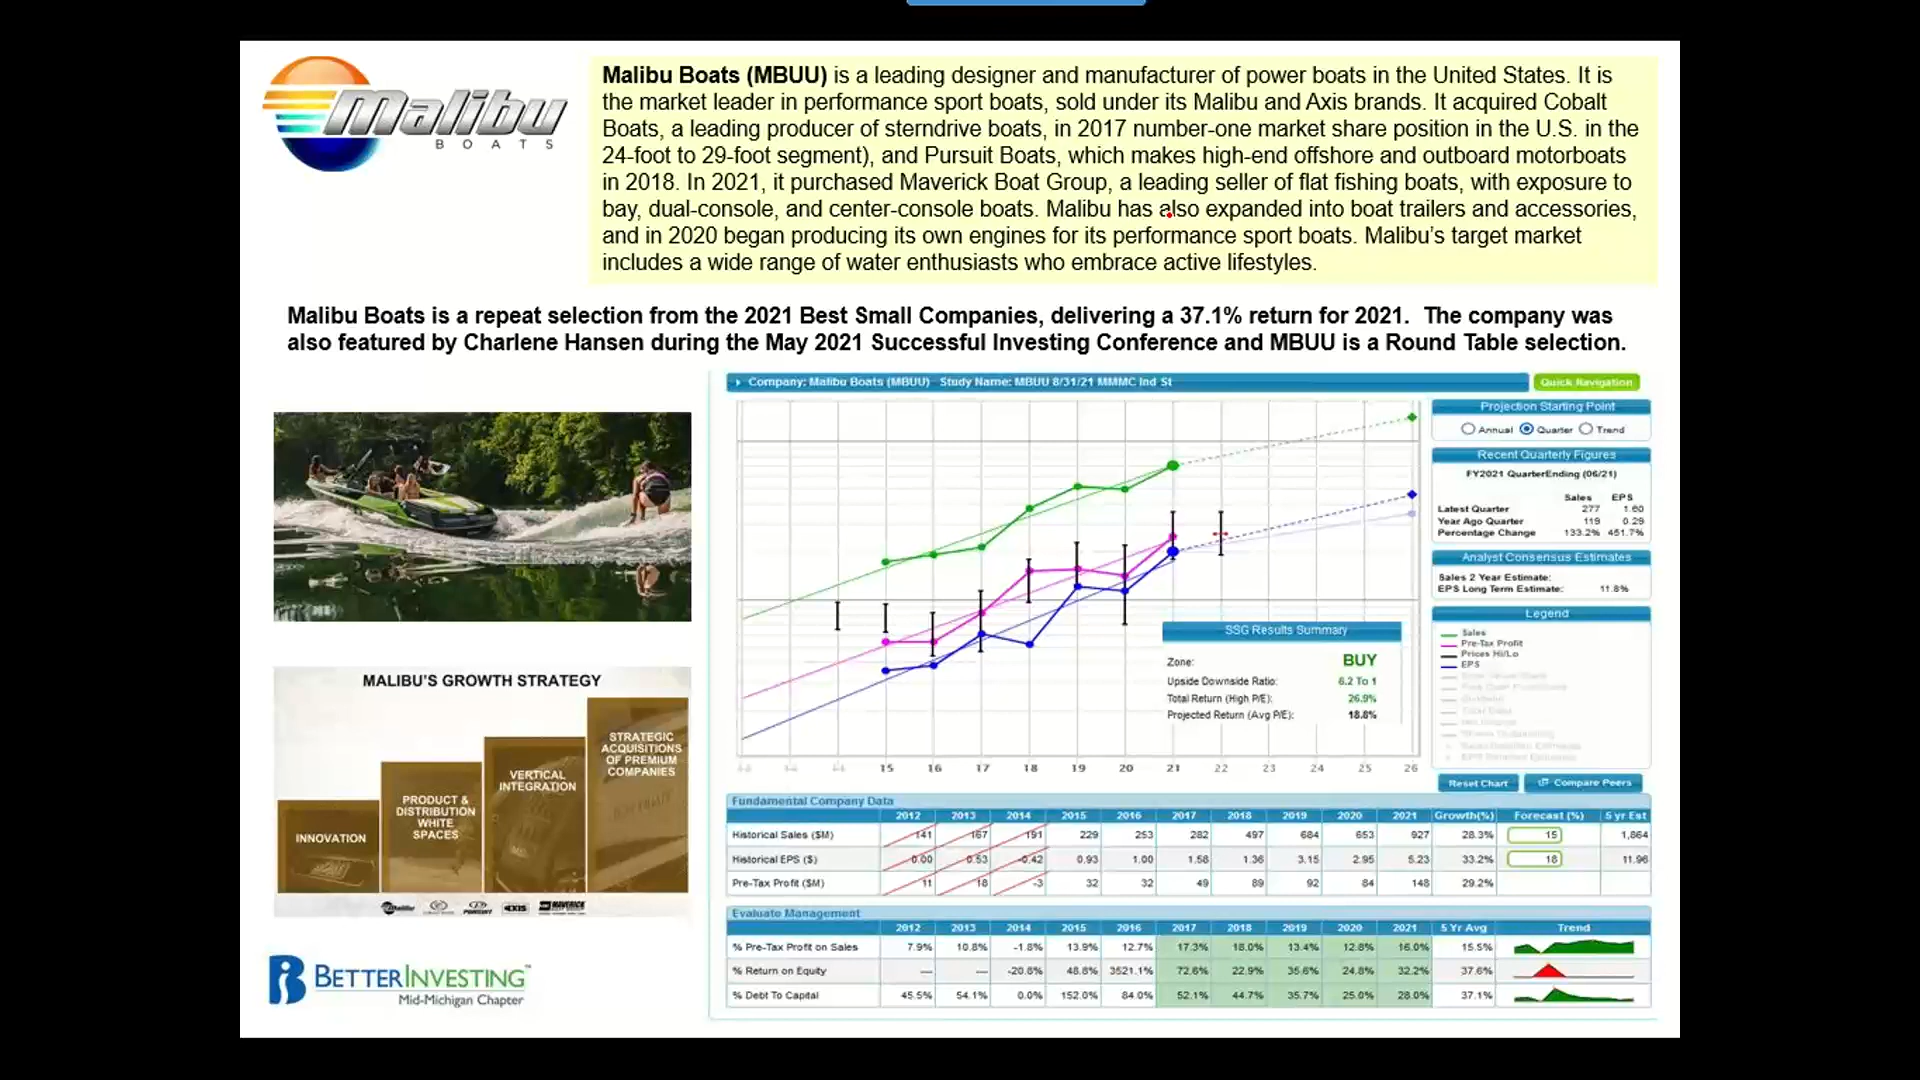 Malibu
BOATS
Malibu Boats (MBUU) is a leading designer and manufacturer of power boats in the United States. It is
the market leader in performance sport boats, sold under its Malibu and Axis brands. It acquired Cobalt
Boats, a leading producer of sterndrive boats, in 2017 number-one market share position in the U.S. in the
24-foot to 29-foot segment), and Pursuit Boats, which makes high-end offshore and outboard motorboats
in 2018. In 2021, it purchased Maverick Boat Group, a leading seller of flat fishing boats, with exposure to
bay, dual-console, and center-console boats. Malibu has also expanded into boat trailers and accessories,
and in 2020 began producing its own engines for its performance sport boats. Malibu's target market
includes a wide range of water enthusiasts who embrace active lifestyles.
Malibu Boats is a repeat selection from the 2021 Best Small Companies, delivering a 37.1% return for 2021. The company was
also featured by Charlene Hansen during the May 2021 Successful Investing Conference and MBUU is a Round Table selection.
MALIBU'S GROWTH STRATEGY
INNOVATION
PRODUCT &
DISTRIBUTION
WHITE
SPACES
VERTICAL
INTEGRATION
STRATEGIC
ACQUISITIONS
OF PREMIUM
COMPANIES
Malibu PURSUIT AXIS MAVERICK
BETTERINVESTING™
Mid-Michigan Chapter
Company: Malibu Boats (MBUU) Study Name: MBUU 8/31/21 MMMC Ind St
Quick Navigation
SSG Results Summary
Zone: BUY
Upside Downside Ratio: 6.2 To 1
Total Return (High P/E): 26.9%
Projected Return (Avg P/E): 18.8%
15 16 17 18 19 20 21 22 23 24 25 26
Projection Starting Point
Annual Quarter Trend
Recent Quarterly Figures
FY2021 QuarterEnding (06/21)
Sales EPS
Latest Quarter 277 1.60
Year Ago Quarter 119 0.29
Percentage Change 133.2% 451.7%
Analyst Consensus Estimates
Sales 2 Year Estimate:
EPS Long Term Estimate: 11.8%
Legend
Sales
Pre-Tax Profit
Prices Hi/Lo
EPS
Reset Chart Compare Peers
Fundamental Company Data
2012 2013 2014 2015 2016 2017 2018 2019 2020 2021 Growth(%) Forecast (%) 5 yr Est
Historical Sales ($M) 141 167 191 229 253 282 497 684 653 927 28.3% 15 1,864
Historical EPS ($) 0.00 0.53 -0.42 0.93 1.00 1.58 1.36 3.15 2.95 5.23 33.2% 18 11.96
Pre-Tax Profit ($M) 11 18 -3 32 32 49 89 92 84 148 29.2%
Evaluate Management
2012 2013 2014 2015 2016 2017 2018 2019 2020 2021 5 Yr Avg Trend
% Pre-Tax Profit on Sales 7.9% 10.8% -1.8% 13.9% 12.7% 17.3% 18.0% 13.4% 12.8% 16.0% 15.5%
% Return on Equity — — -20.8% 48.8% 3521.1% 72.6% 22.9% 35.6% 24.8% 32.2% 37.6%
% Debt To Capital 45.5% 54.1% 0.0% 152.0% 84.0% 52.1% 44.7% 35.7% 25.0% 28.0% 37.1%